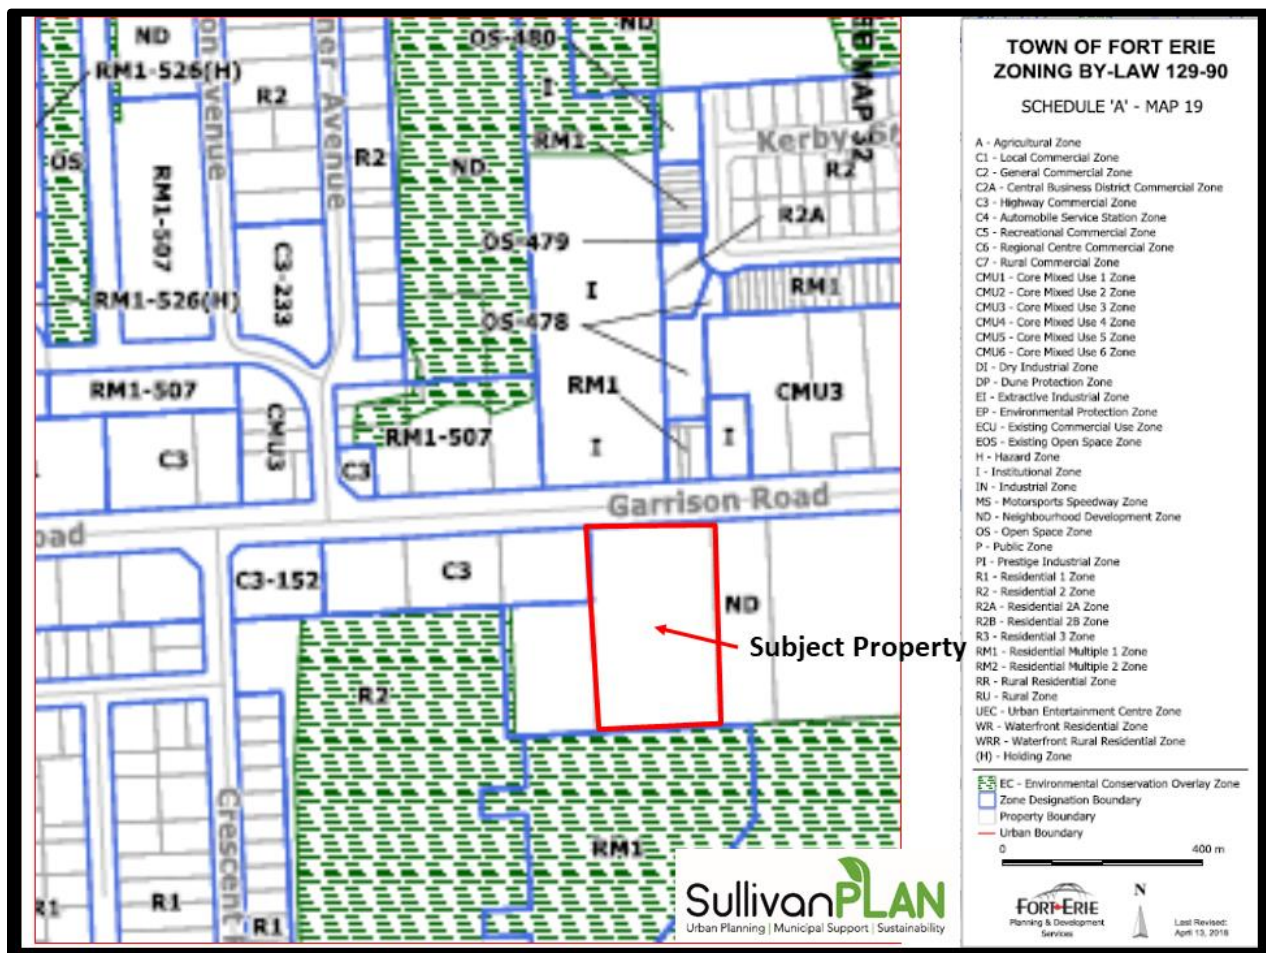 ND
OS-480
ND
RM1-526(H)
R2
I
RM1
Kerby St
MAP 32
R2
OS
RM1-507
Avenue
ner Avenue
R2
ND
R2A
OS-479
C3-233
I
RM1
RM1-526(H)
OS-478
RM1-507
RM1
CMU3
CMU3
C3
RM1-507
I
I
C3
Garrison Road
oad
C3-152
C3
ND
Subject Property
R2
Crescent
RM1
R1
R1
R1
SullivanPLAN
Urban Planning | Municipal Support | Sustainability
TOWN OF FORT ERIE
ZONING BY-LAW 129-90
SCHEDULE 'A' - MAP 19
A - Agricultural Zone
C1 - Local Commercial Zone
C2 - General Commercial Zone
C2A - Central Business District Commercial Zone
C3 - Highway Commercial Zone
C4 - Automobile Service Station Zone
C5 - Recreational Commercial Zone
C6 - Regional Centre Commercial Zone
C7 - Rural Commercial Zone
CMU1 - Core Mixed Use 1 Zone
CMU2 - Core Mixed Use 2 Zone
CMU3 - Core Mixed Use 3 Zone
CMU4 - Core Mixed Use 4 Zone
CMU5 - Core Mixed Use 5 Zone
CMU6 - Core Mixed Use 6 Zone
DI - Dry Industrial Zone
DP - Dune Protection Zone
EI - Extractive Industrial Zone
EP - Environmental Protection Zone
ECU - Existing Commercial Use Zone
EOS - Existing Open Space Zone
H - Hazard Zone
I - Institutional Zone
IN - Industrial Zone
MS - Motorsports Speedway Zone
ND - Neighbourhood Development Zone
OS - Open Space Zone
P - Public Zone
PI - Prestige Industrial Zone
R1 - Residential 1 Zone
R2 - Residential 2 Zone
R2A - Residential 2A Zone
R2B - Residential 2B Zone
R3 - Residential 3 Zone
RM1 - Residential Multiple 1 Zone
RM2 - Residential Multiple 2 Zone
RR - Rural Residential Zone
RU - Rural Zone
UEC - Urban Entertainment Centre Zone
WR - Waterfront Residential Zone
WRR - Waterfront Rural Residential Zone
(H) - Holding Zone
EC - Environmental Conservation Overlay Zone
Zone Designation Boundary
Property Boundary
Urban Boundary
0 400 m
FORT ERIE
Planning & Development
Services
N
Last Revised:
April 13, 2018